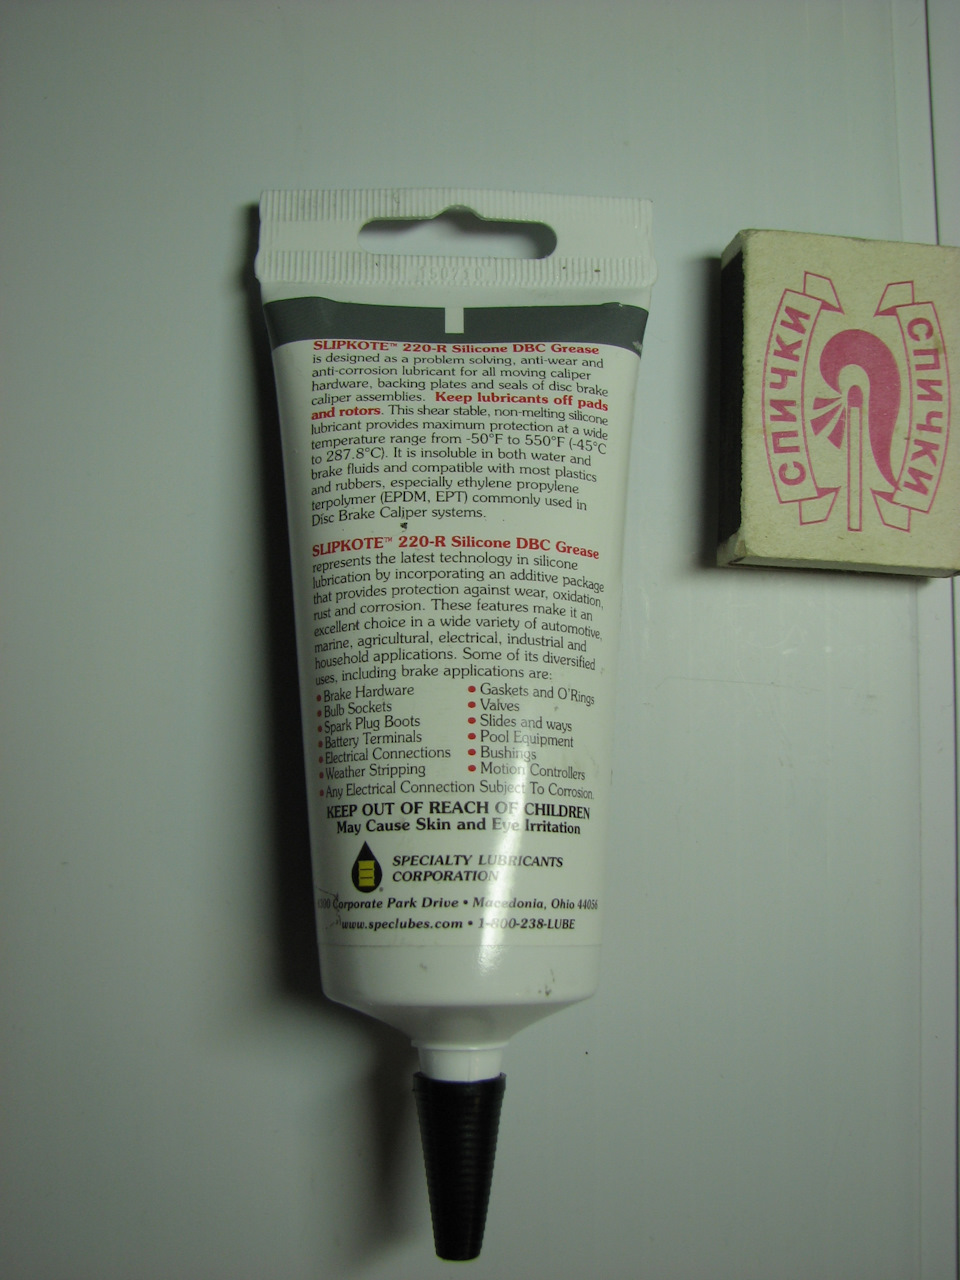 SLIPKOTE™ 220-R Silicone DBC Grease
is designed as a problem solving, anti-wear and
anti-corrosion lubricant for all moving caliper
hardware, backing plates and seals of disc brake
caliper assemblies. Keep lubricants off pads
and rotors. This shear stable, non-melting silicone
lubricant provides maximum protection at a wide
temperature range from -50°F to 550°F (-45°C
to 287.8°C). It is insoluble in both water and
brake fluids and compatible with most plastics
and rubbers, especially ethylene propylene
terpolymer (EPDM, EPT) commonly used in
Disc Brake Caliper systems.
SLIPKOTE™ 220-R Silicone DBC Grease
represents the latest technology in silicone
lubrication by incorporating an additive package
that provides protection against wear, oxidation,
rust and corrosion. These features make it an
excellent choice in a wide variety of automotive,
marine, agricultural, electrical, industrial and
household applications. Some of its diversified
uses, including brake applications are:
• Brake Hardware
• Bulb Sockets
• Spark Plug Boots
• Battery Terminals
• Electrical Connections
• Weather Stripping
• Gaskets and O'Rings
• Valves
• Slides and ways
• Pool Equipment
• Bushings
• Motion Controllers
• Any Electrical Connection Subject To Corrosion.
KEEP OUT OF REACH OF CHILDREN
May Cause Skin and Eye Irritation
SPECIALTY LUBRICANTS
CORPORATION
Corporate Park Drive • Macedonia, Ohio 44056
www.speclubes.com • 1-800-238-LUBE
СПИЧКИ
СПИЧКИ